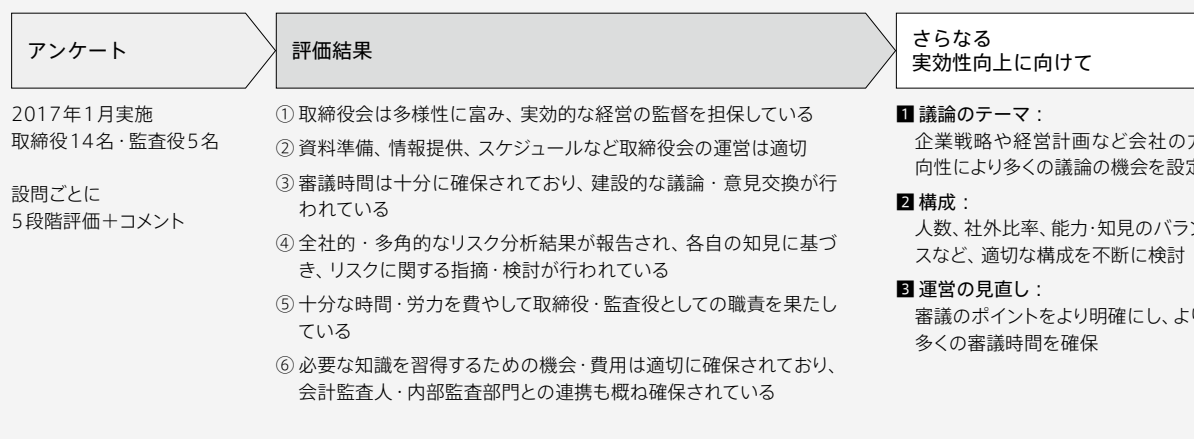 アンケート
2017年1月実施
取締役14名・監査役5名
設問ごとに
5段階評価＋コメント
評価結果
① 取締役会は多様性に富み、実効的な経営の監督を担保している
② 資料準備、情報提供、スケジュールなど取締役会の運営は適切
③ 審議時間は十分に確保されており、建設的な議論・意見交換が行
われている
④ 全社的・多角的なリスク分析結果が報告され、各自の知見に基づ
き、リスクに関する指摘・検討が行われている
⑤ 十分な時間・労力を費やして取締役・監査役としての職責を果たし
ている
⑥ 必要な知識を習得するための機会・費用は適切に確保されており、
会計監査人・内部監査部門との連携も概ね確保されている
さらなる
実効性向上に向けて
1 議論のテーマ：
企業戦略や経営計画など会社の
向性により多くの議論の機会を設
2 構成：
人数、社外比率、能力・知見のバラン
スなど、適切な構成を不断に検討
3 運営の見直し：
審議のポイントをより明確にし、よ
多くの審議時間を確保